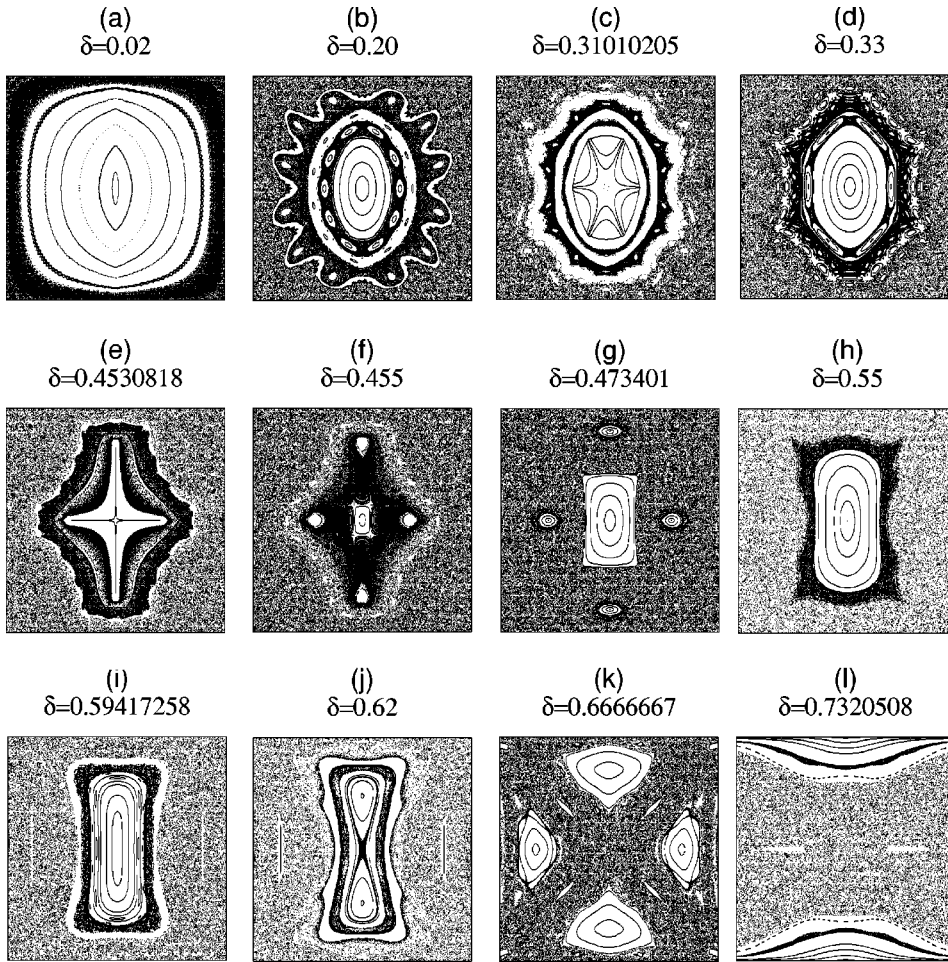 (a) (b) (c) (d)
δ=0.02 δ=0.20 δ=0.31010205 δ=0.33
(e) (f) (g) (h)
δ=0.4530818 δ=0.455 δ=0.473401 δ=0.55
(i) (j) (k) (l)
δ=0.59417258 δ=0.62 δ=0.6666667 δ=0.7320508